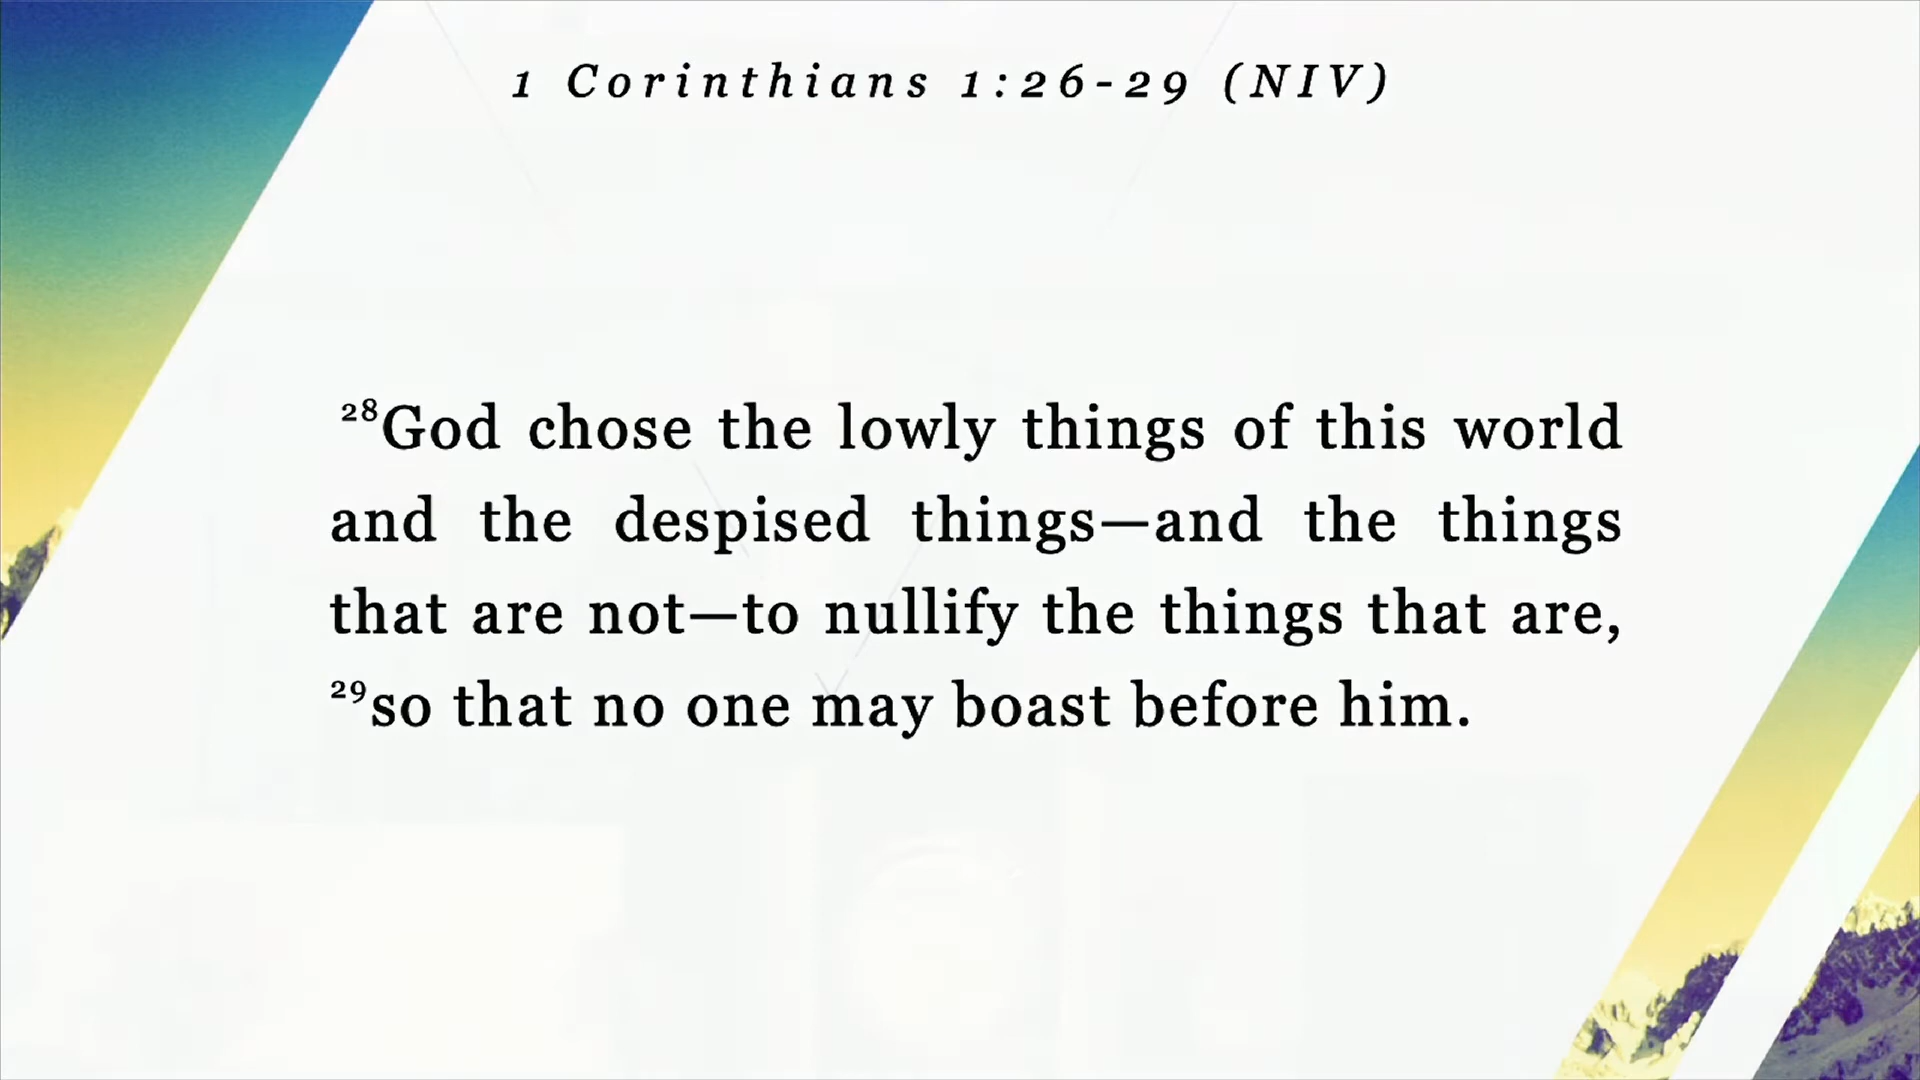 1 Corinthians 1:26-29 (NIV)
²⁸God chose the lowly things of this world
and the despised things—and the things
that are not—to nullify the things that are,
²⁹so that no one may boast before him.